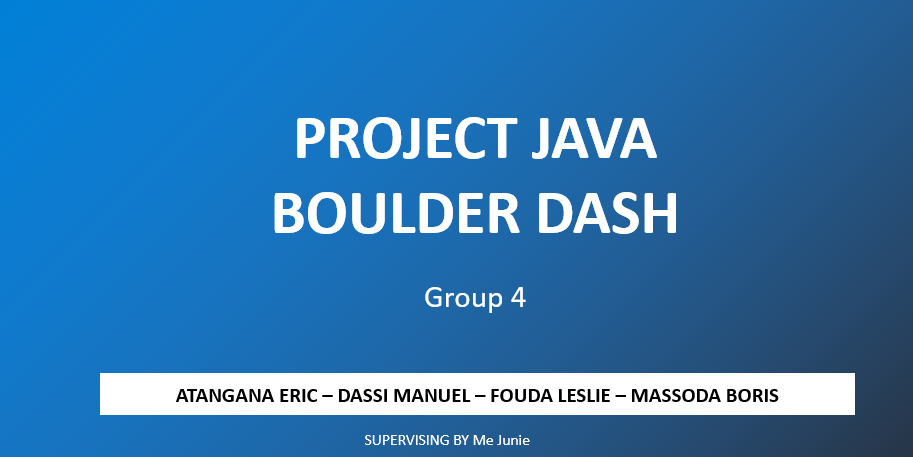 PROJECT JAVA
BOULDER DASH
Group 4
ATANGANA ERIC – DASSI MANUEL – FOUDA LESLIE – MASSODA BORIS
SUPERVISING BY Me Junie